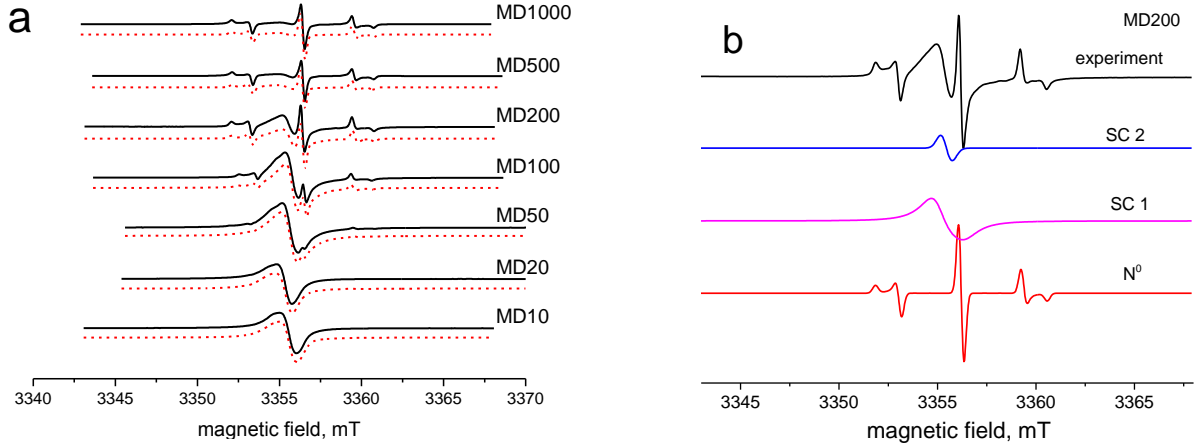 a
MD1000
MD500
MD200
MD100
MD50
MD20
MD10
3340 3345 3350 3355 3360 3365 3370
magnetic field, mT
b
MD200
experiment
SC 2
SC 1
N⁰
3345 3350 3355 3360 3365
magnetic field, mT